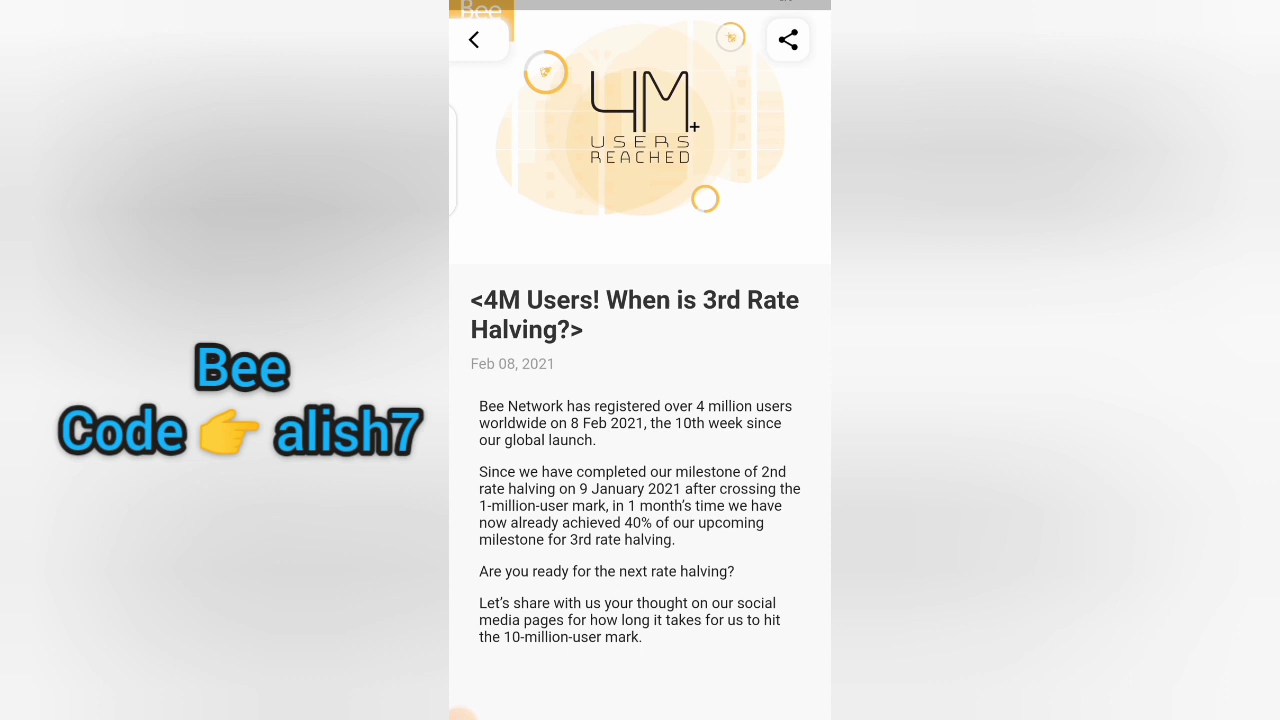 Bee
4M+
USERS
REACHED
<4M Users! When is 3rd Rate
Halving?>
Feb 08, 2021
Bee Network has registered over 4 million users
worldwide on 8 Feb 2021, the 10th week since
our global launch.
Since we have completed our milestone of 2nd
rate halving on 9 January 2021 after crossing the
1-million-user mark, in 1 month's time we have
now already achieved 40% of our upcoming
milestone for 3rd rate halving.
Are you ready for the next rate halving?
Let's share with us your thought on our social
media pages for how long it takes for us to hit
the 10-million-user mark.
Bee
Code 👉 alish7